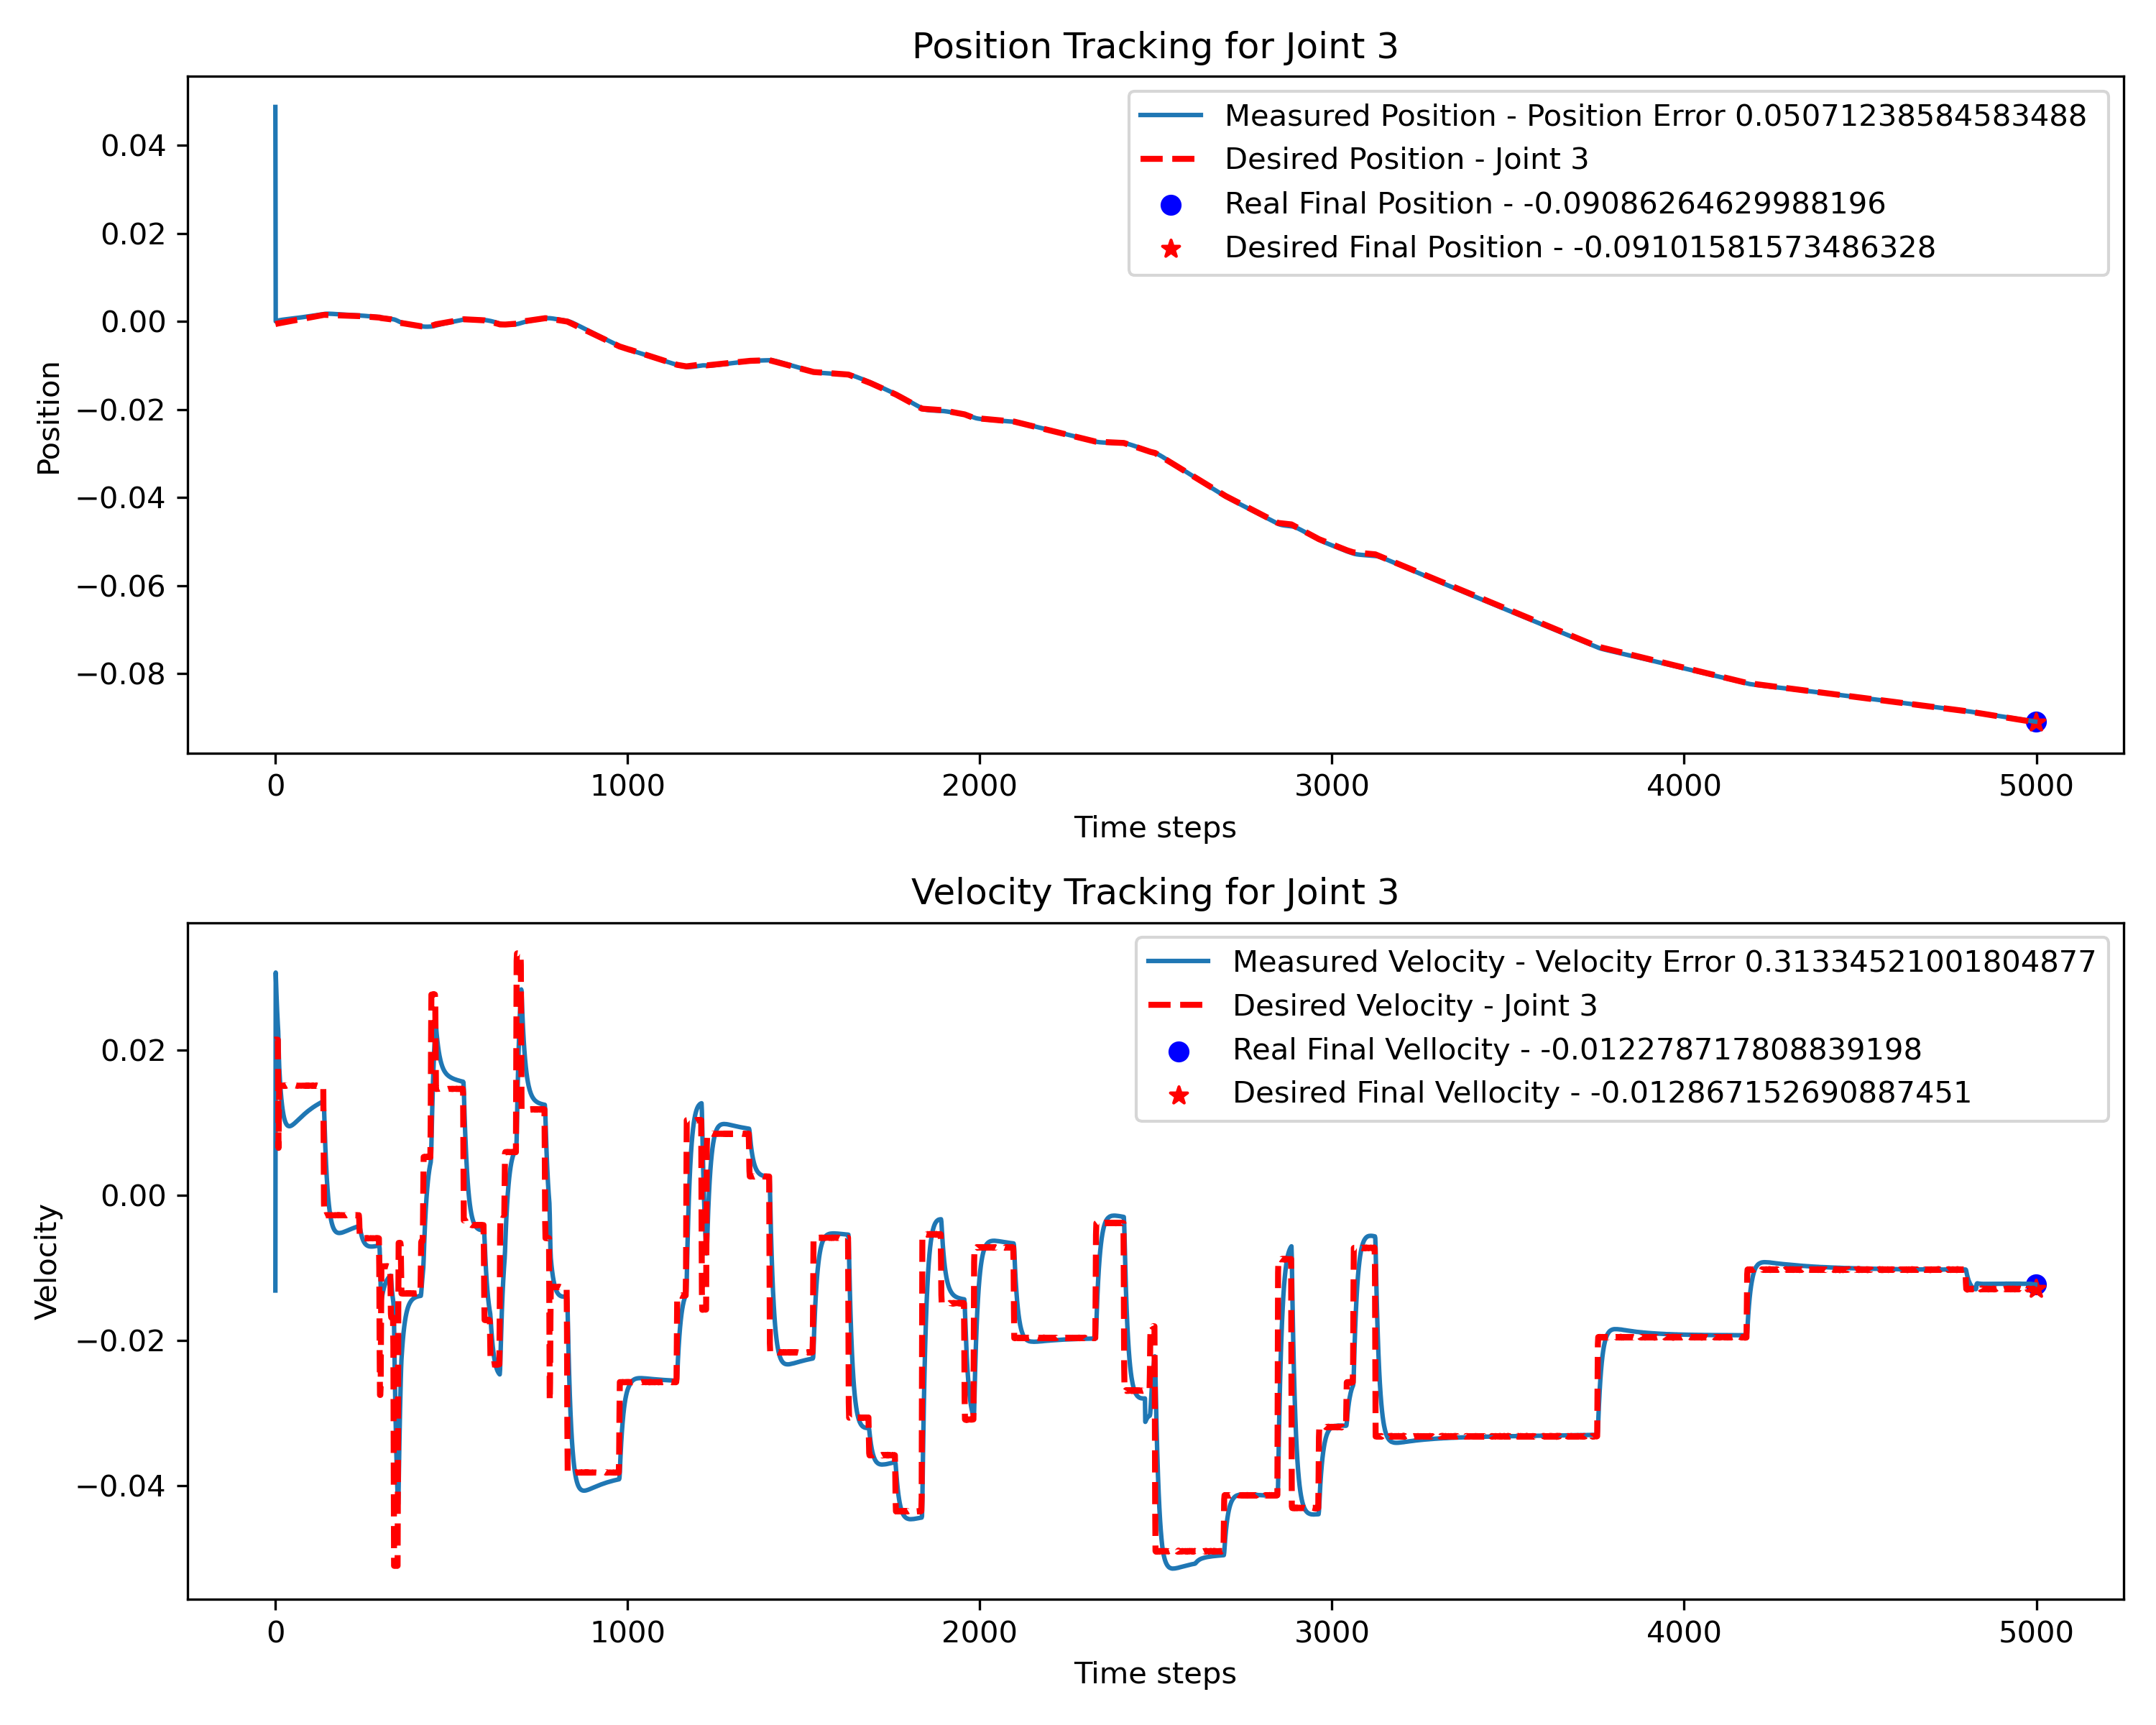 Position Tracking for Joint 3
Measured Position - Position Error 0.05071238584583488
Desired Position - Joint 3
Real Final Position - -0.09086264629988196
Desired Final Position - -0.09101581573486328
0.04
0.02
0.00
−0.02
−0.04
−0.06
−0.08
Position
0 1000 2000 3000 4000 5000
Time steps
Velocity Tracking for Joint 3
Measured Velocity - Velocity Error 0.31334521001804877
Desired Velocity - Joint 3
Real Final Vellocity - -0.012278717808839198
Desired Final Vellocity - -0.012867152690887451
0.02
0.00
−0.02
−0.04
Velocity
0 1000 2000 3000 4000 5000
Time steps